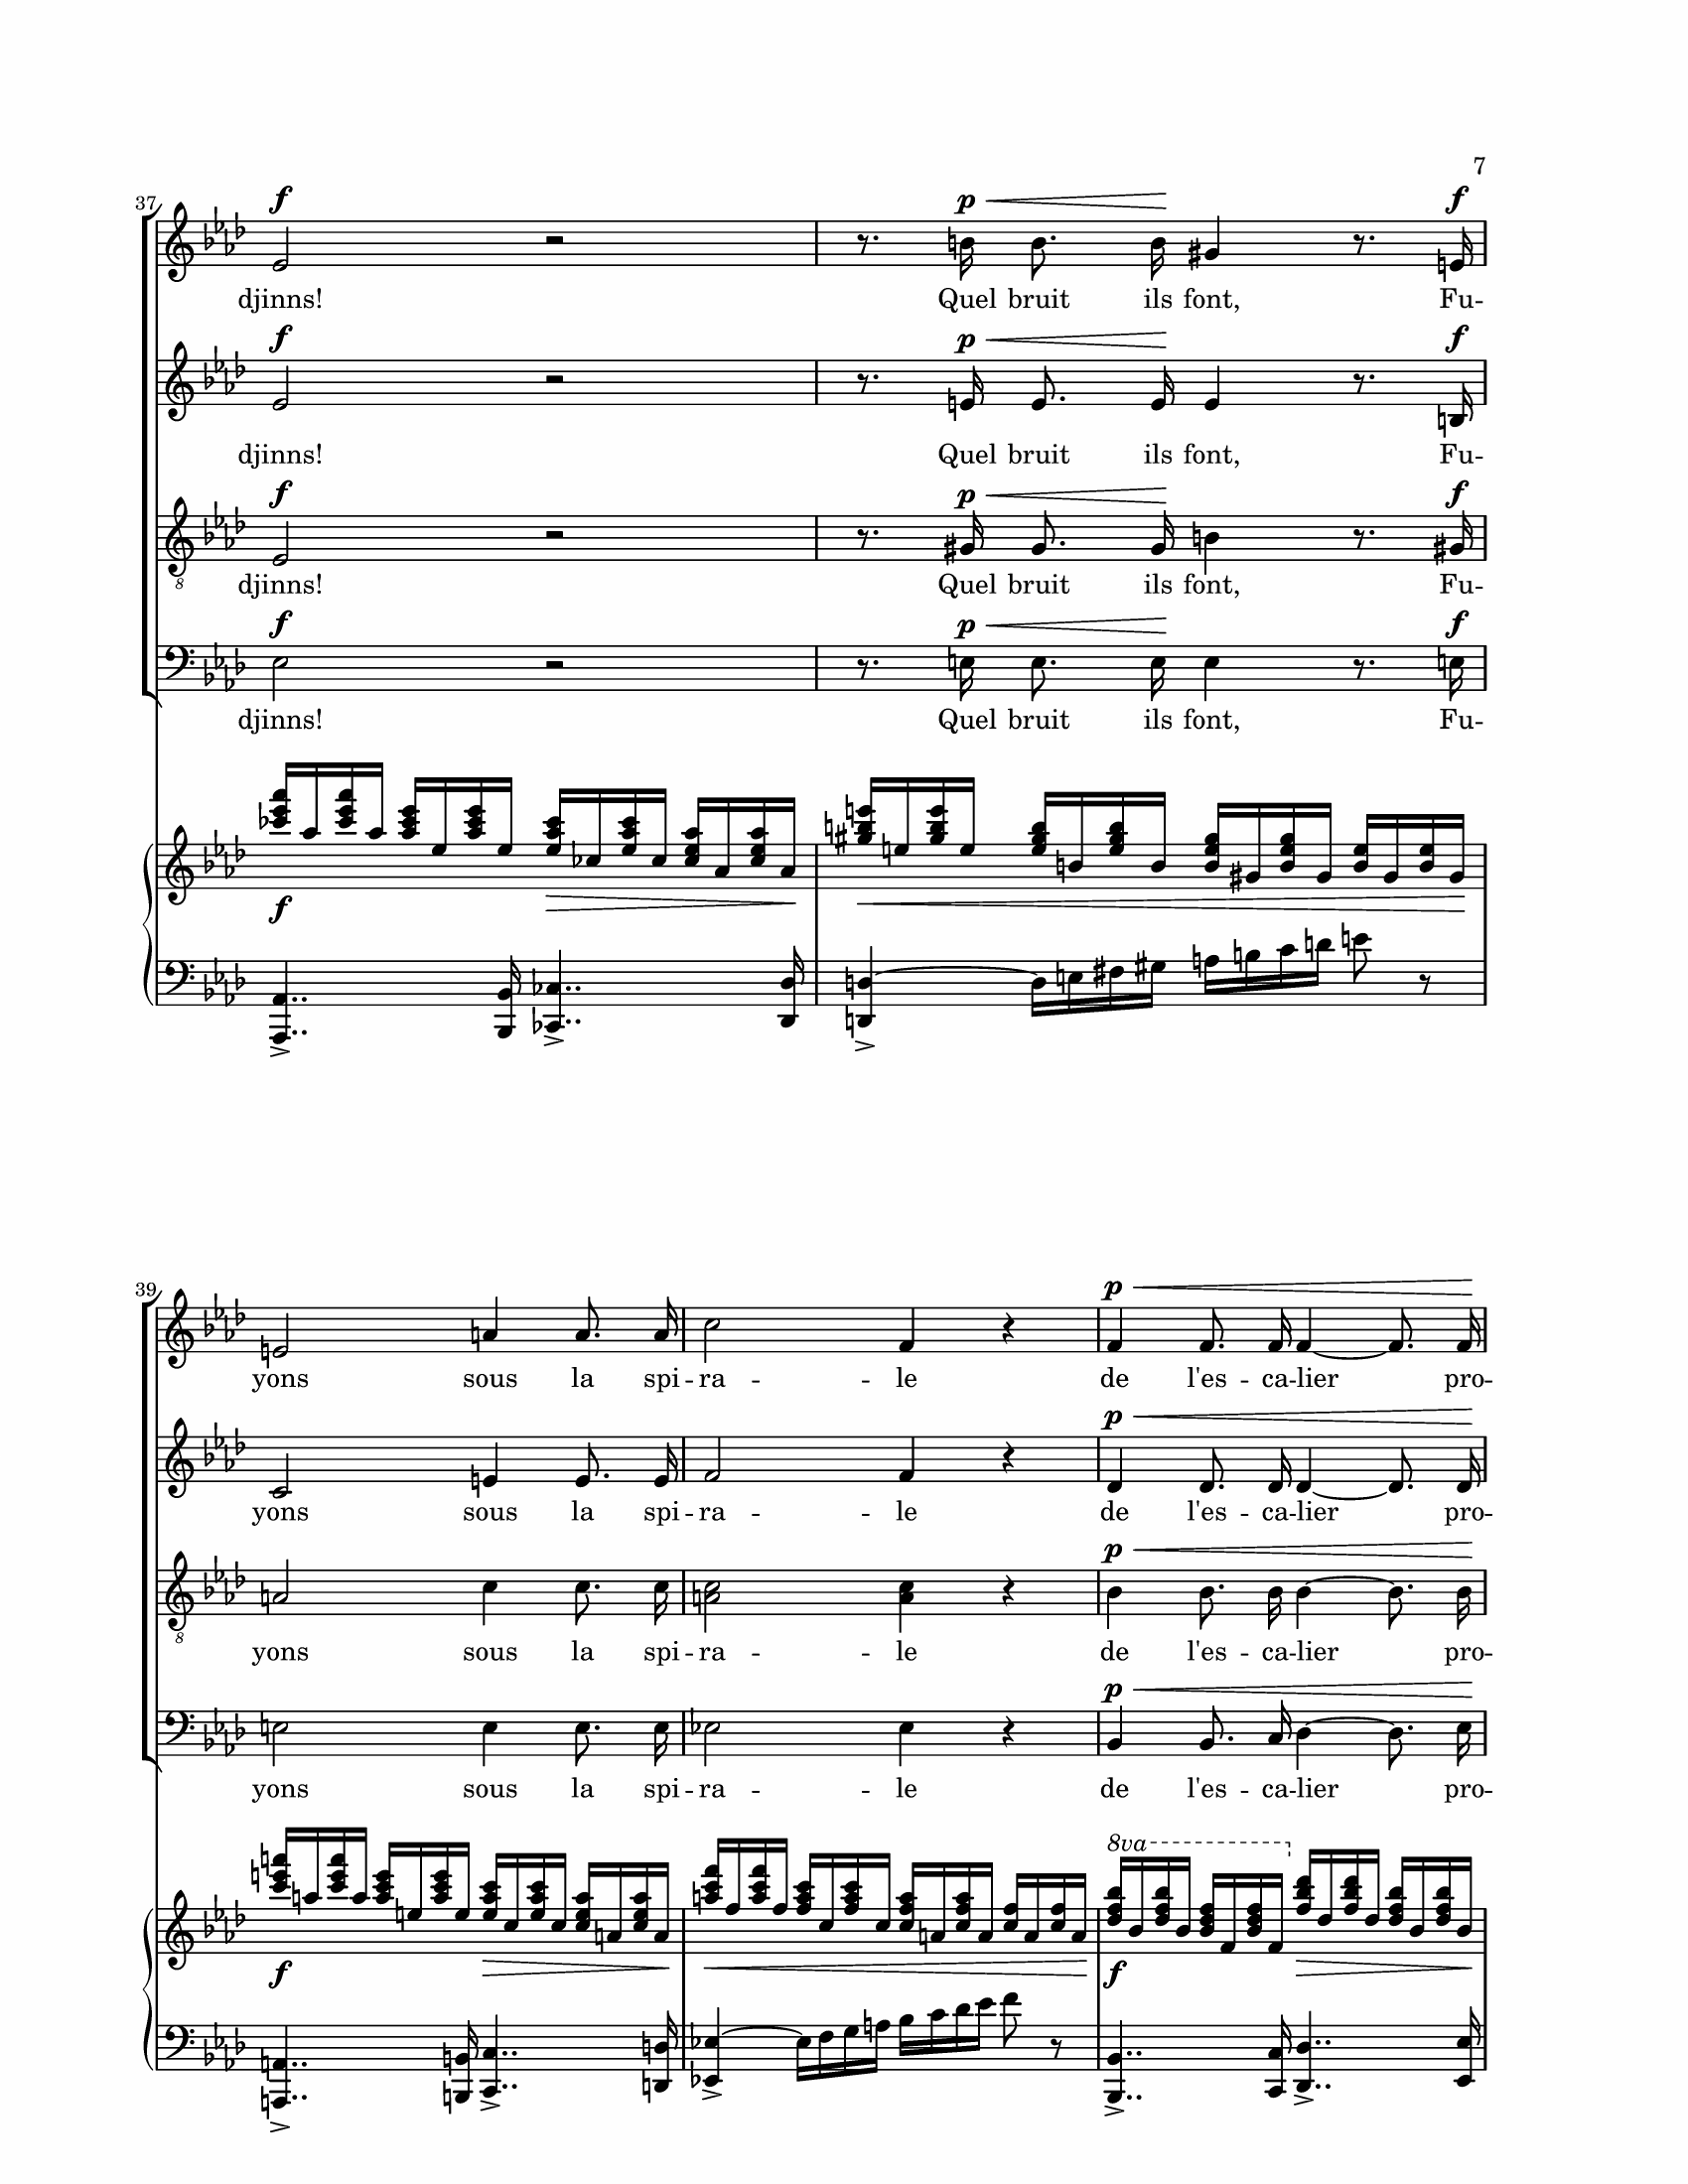 7
37
f p f
djinns! Quel bruit ils font, Fu--
f p f
djinns! Quel bruit ils font, Fu--
f p f
8
djinns! Quel bruit ils font, Fu--
f p f
djinns! Quel bruit ils font, Fu--
f
39
p
yons sous la spi -- ra -- le de l'es -- ca-lier pro--
p
yons sous la spi -- ra -- le de l'es -- ca-lier pro--
p
8
yons sous la spi -- ra -- le de l'es -- ca-lier pro--
p
yons sous la spi -- ra -- le de l'es -- ca-lier pro--
8va
f f